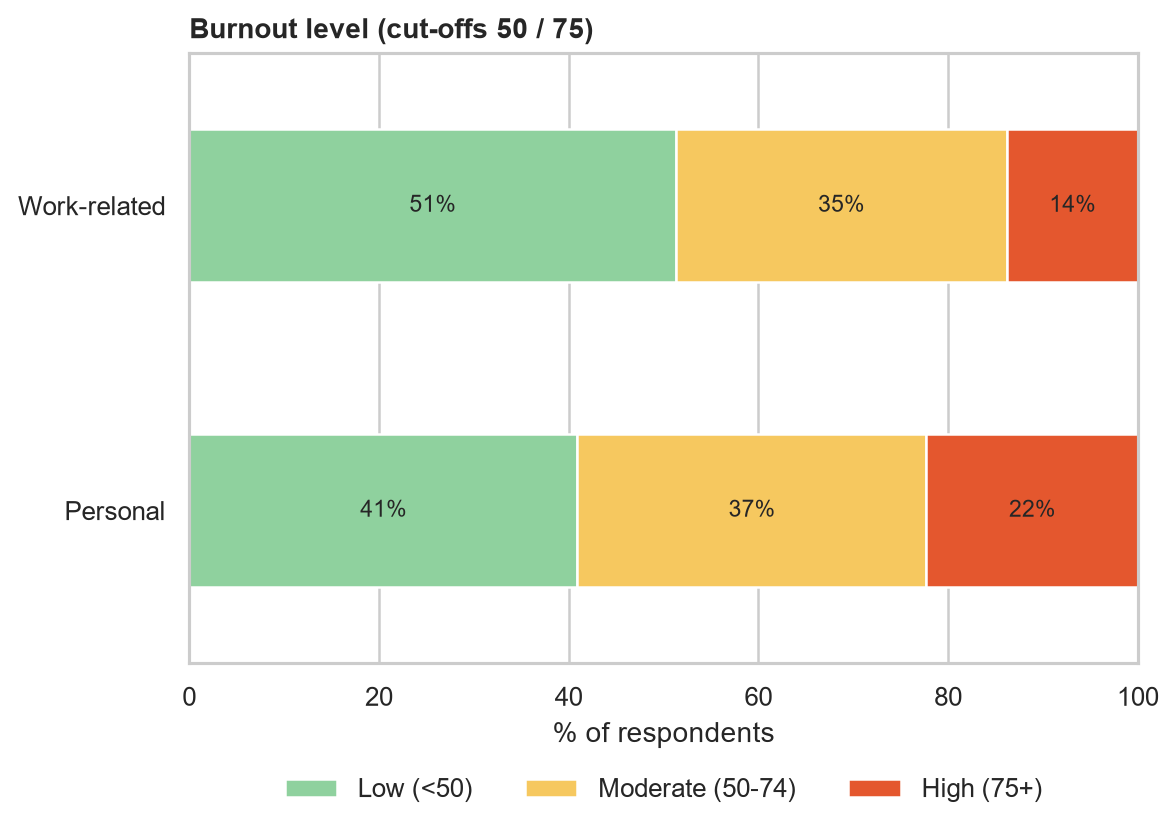 Burnout level (cut-offs 50 / 75)
Work-related
51%
35%
14%
Personal
41%
37%
22%
0 20 40 60 80 100
% of respondents
Low (<50) Moderate (50-74) High (75+)